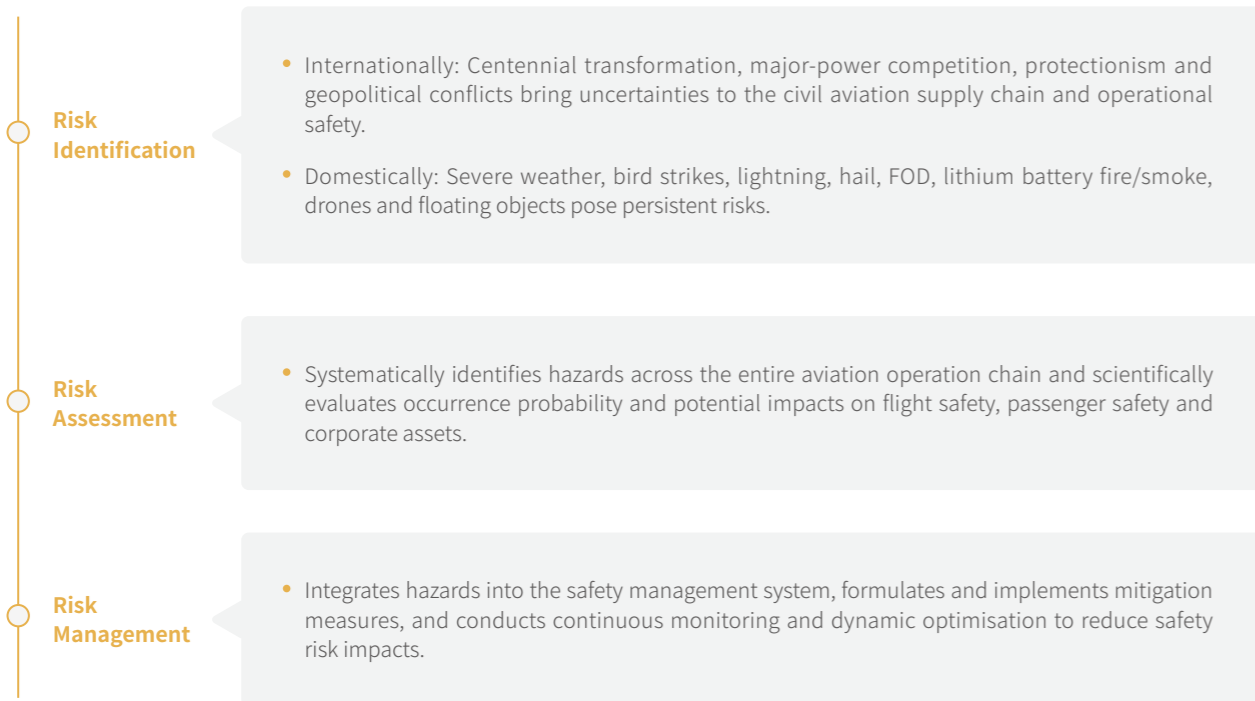 Risk
Identification
• Internationally: Centennial transformation, major-power competition, protectionism and
geopolitical conflicts bring uncertainties to the civil aviation supply chain and operational
safety.
• Domestically: Severe weather, bird strikes, lightning, hail, FOD, lithium battery fire/smoke,
drones and floating objects pose persistent risks.
Risk
Assessment
• Systematically identifies hazards across the entire aviation operation chain and scientifically
evaluates occurrence probability and potential impacts on flight safety, passenger safety and
corporate assets.
Risk
Management
• Integrates hazards into the safety management system, formulates and implements mitigation
measures, and conducts continuous monitoring and dynamic optimisation to reduce safety
risk impacts.